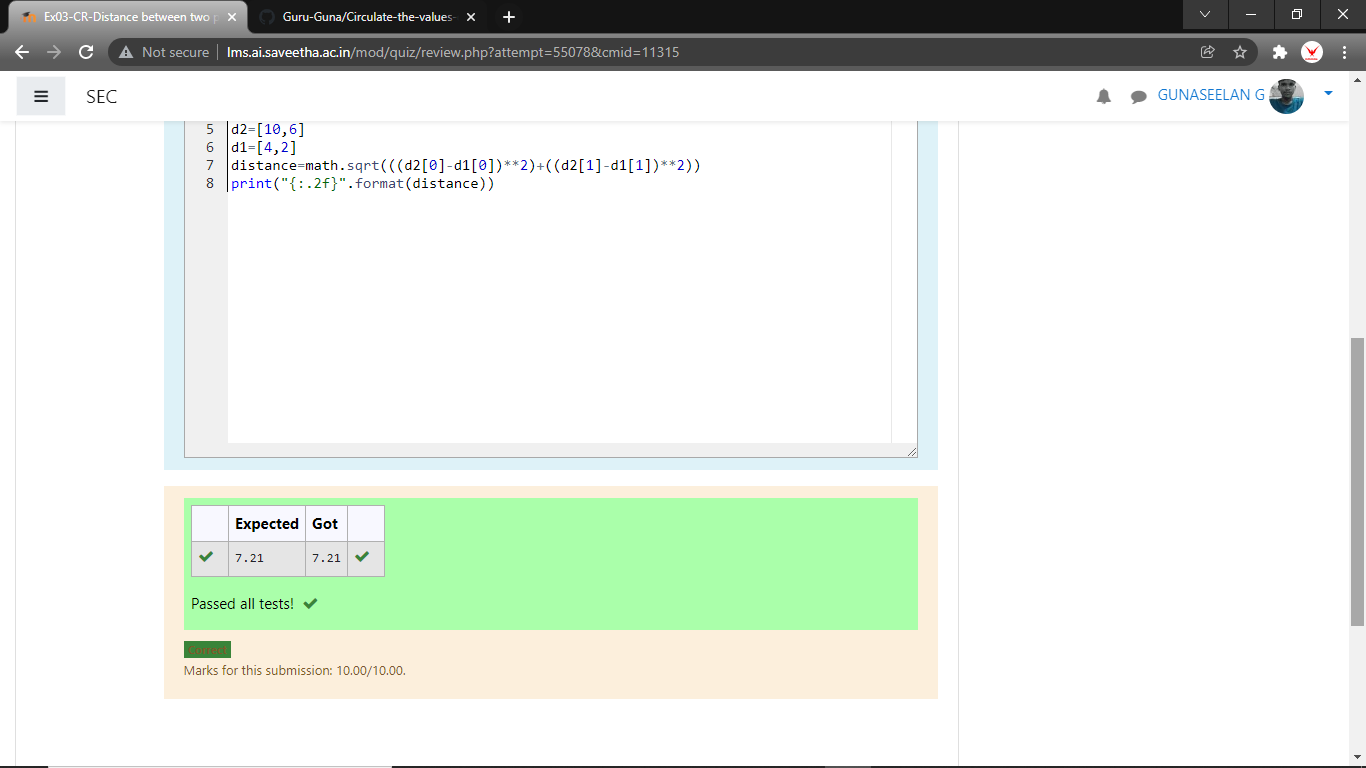 Ex03-CR-Distance between two p
Guru-Guna/Circulate-the-values-
Not secure
lms.ai.saveetha.ac.in/mod/quiz/review.php?attempt=55078&cmid=11315
SEC
GUNASEELAN G
5 d2=[10,6]
6 d1=[4,2]
7 distance=math.sqrt(((d2[0]-d1[0])**2)+((d2[1]-d1[1])**2))
8 print("{:.2f}".format(distance))
Expected Got
7.21 7.21
Passed all tests!
Correct
Marks for this submission: 10.00/10.00.